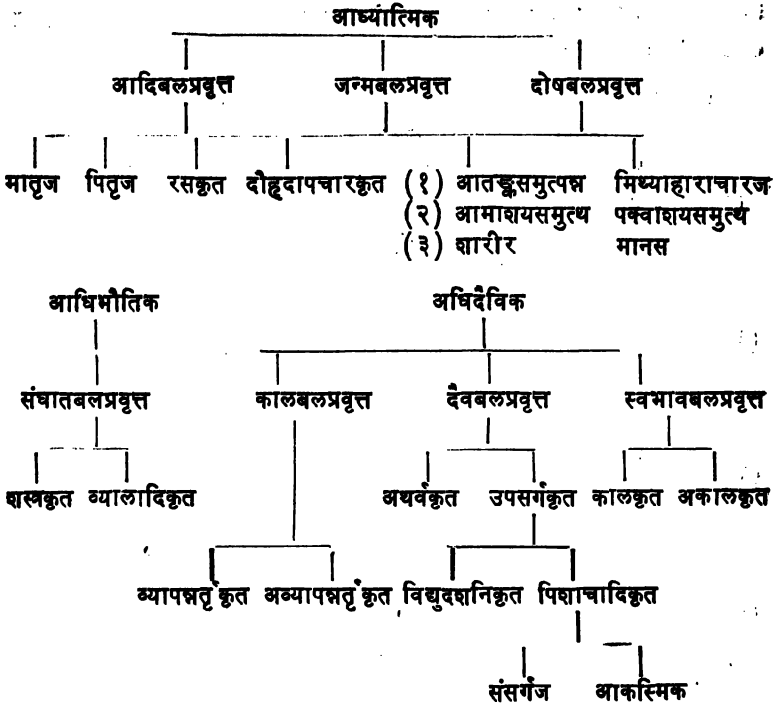 आध्यात्मिक
आदिबलप्रवृत्त जन्मबलप्रवृत्त दोषबलप्रवृत्त
मातृज पितृज रसकृत दौहृदापचारकृत (१) आतङ्कसमुत्पन्न मिथ्याहाराचारज
(२) आमाशयसमुत्थ पक्वाशयसमुत्थ
(३) शारीर मानस
आधिभौतिक अधिदैविक
संघातबलप्रवृत्त कालबलप्रवृत्त दैवबलप्रवृत्त स्वभावबलप्रवृत्त
शस्त्रकृत व्यालादिकृत अथर्वकृत उपसर्गकृत कालकृत अकालकृत
व्यापन्नर्तुकृत अव्यापन्नर्तुकृत विद्युदशनिकृत पिशाचादिकृत
संसर्गज आकस्मिक